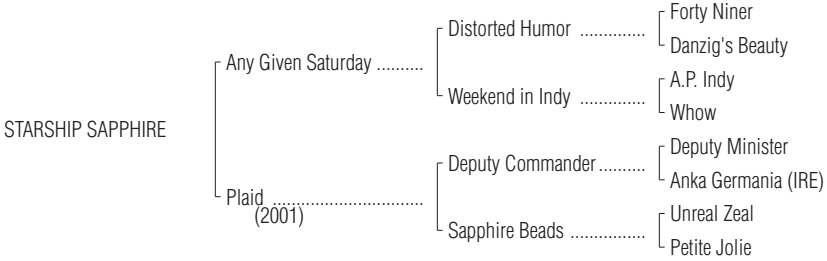 Forty Niner
Distorted Humor ..............
Danzig's Beauty
Any Given Saturday ..........
A.P. Indy
Weekend in Indy ..............
Whow
STARSHIP SAPPHIRE
Deputy Minister
Deputy Commander..........
Anka Germania (IRE)
Plaid ................................
(2001)
Unreal Zeal
Sapphire Beads ................
Petite Jolie